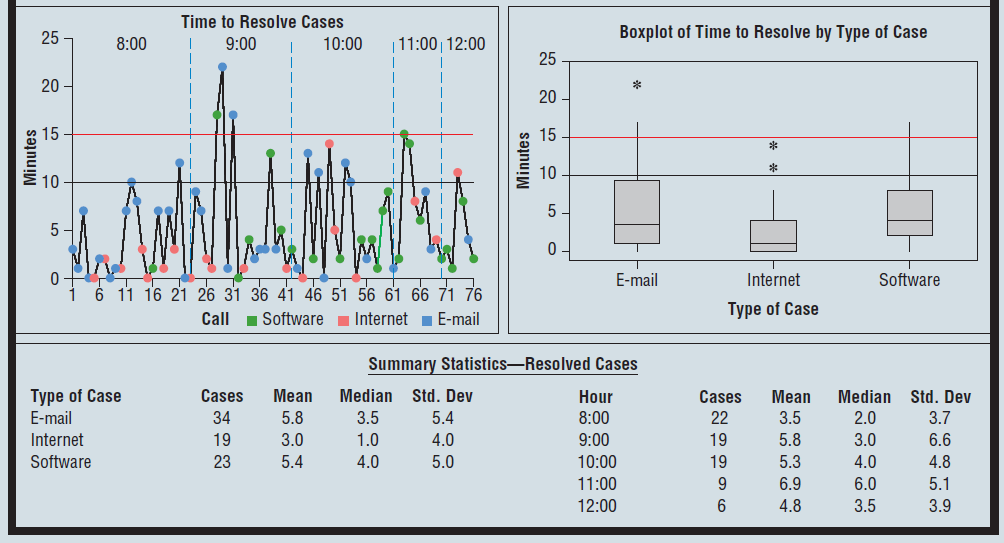 Time to Resolve Cases
8:00 9:00 10:00 11:00 12:00
25
20
15
10
5
0
Minutes
1 6 11 16 21 26 31 36 41 46 51 56 61 66 71 76
Call Software Internet E-mail
Boxplot of Time to Resolve by Type of Case
25
20
15
10
5
0
Minutes
E-mail Internet Software
Type of Case
Summary Statistics—Resolved Cases
Type of Case Cases Mean Median Std. Dev
E-mail 34 5.8 3.5 5.4
Internet 19 3.0 1.0 4.0
Software 23 5.4 4.0 5.0
Hour Cases Mean Median Std. Dev
8:00 22 3.5 2.0 3.7
9:00 19 5.8 3.0 6.6
10:00 19 5.3 4.0 4.8
11:00 9 6.9 6.0 5.1
12:00 6 4.8 3.5 3.9